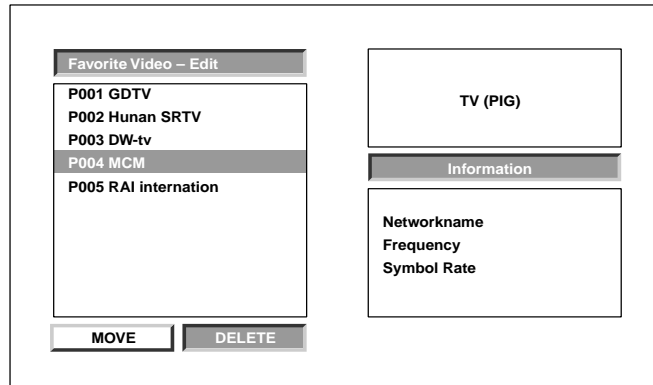 Favorite Video – Edit
P001 GDTV
P002 Hunan SRTV
P003 DW-tv
P004 MCM
P005 RAI internation
MOVE
DELETE
TV (PIG)
Information
Networkname
Frequency
Symbol Rate